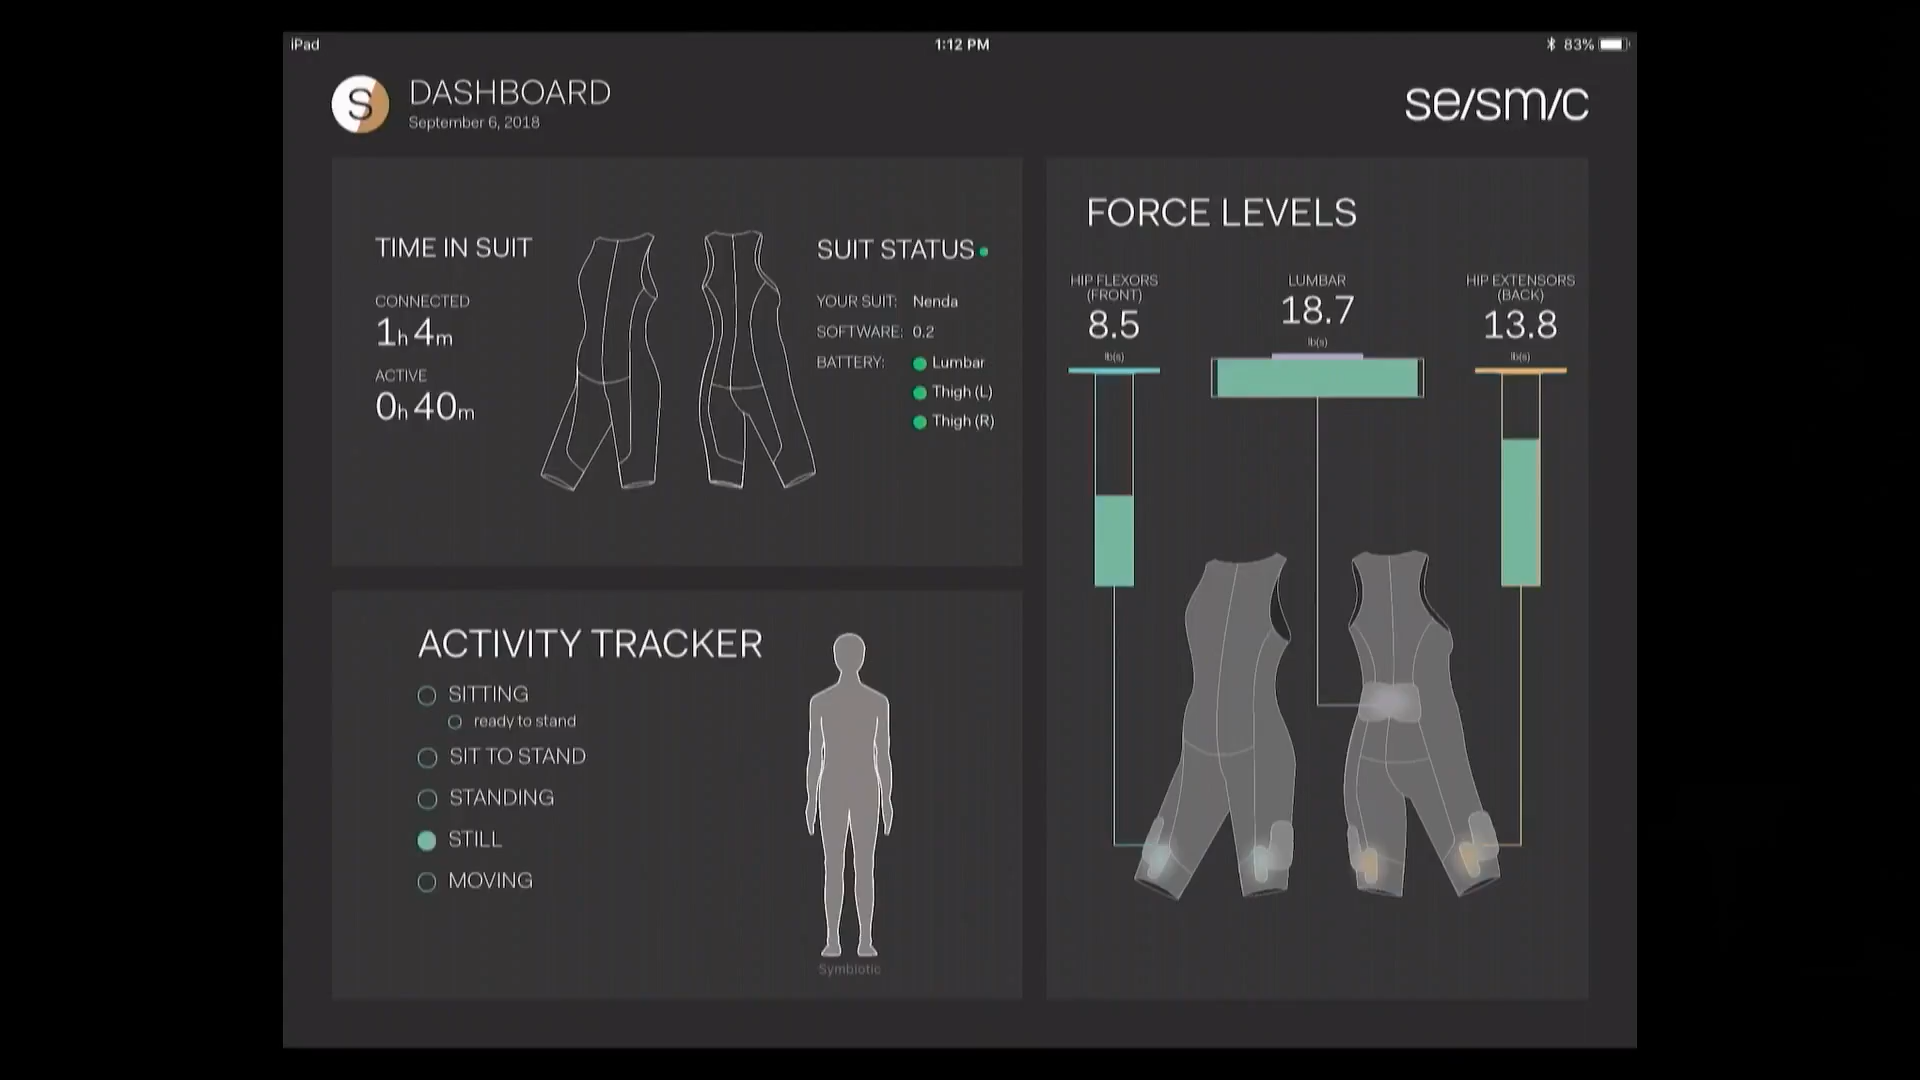 iPad
1:12 PM
83%
S
DASHBOARD
September 6, 2018
se/sm/c
TIME IN SUIT
CONNECTED
1h 4m
ACTIVE
0h 40m
SUIT STATUS
YOUR SUIT: Nenda
SOFTWARE: 0.2
BATTERY: Lumbar
Thigh (L)
Thigh (R)
ACTIVITY TRACKER
SITTING
ready to stand
SIT TO STAND
STANDING
STILL
MOVING
Symbiotic
FORCE LEVELS
HIP FLEXORS
(FRONT)
8.5
lb(s)
LUMBAR
18.7
lb(s)
HIP EXTENSORS
(BACK)
13.8
lb(s)